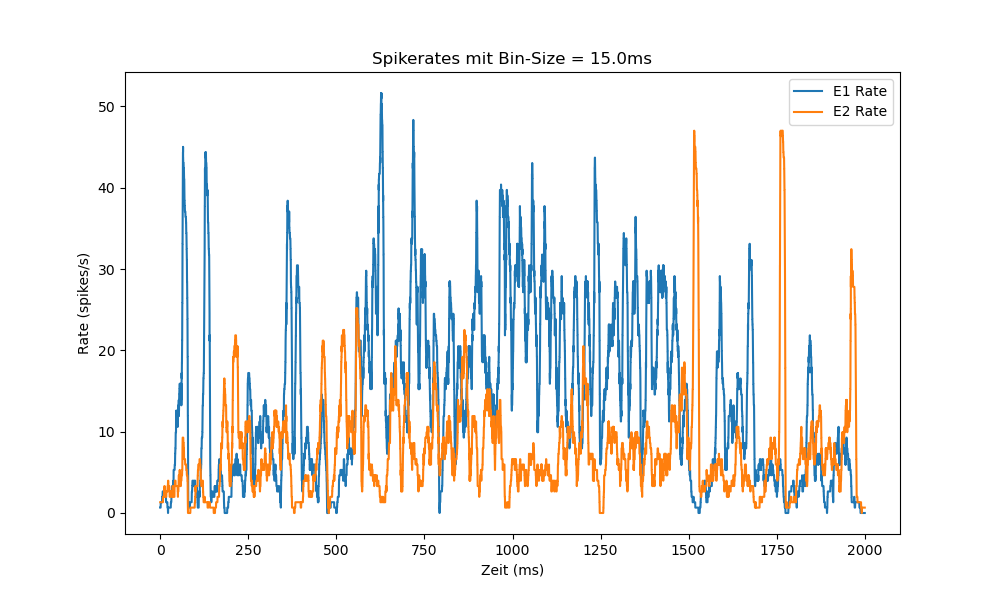 Spikerates mit Bin-Size = 15.0ms
E1 Rate
E2 Rate
Rate (spikes/s)
50
40
30
20
10
0
0 250 500 750 1000 1250 1500 1750 2000
Zeit (ms)